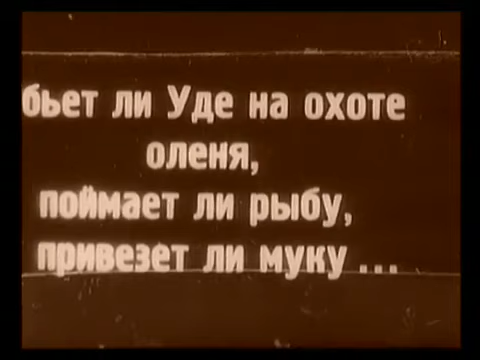 бьет ли Уде на охоте
оленя,
поймает ли рыбу,
привезет ли муку...